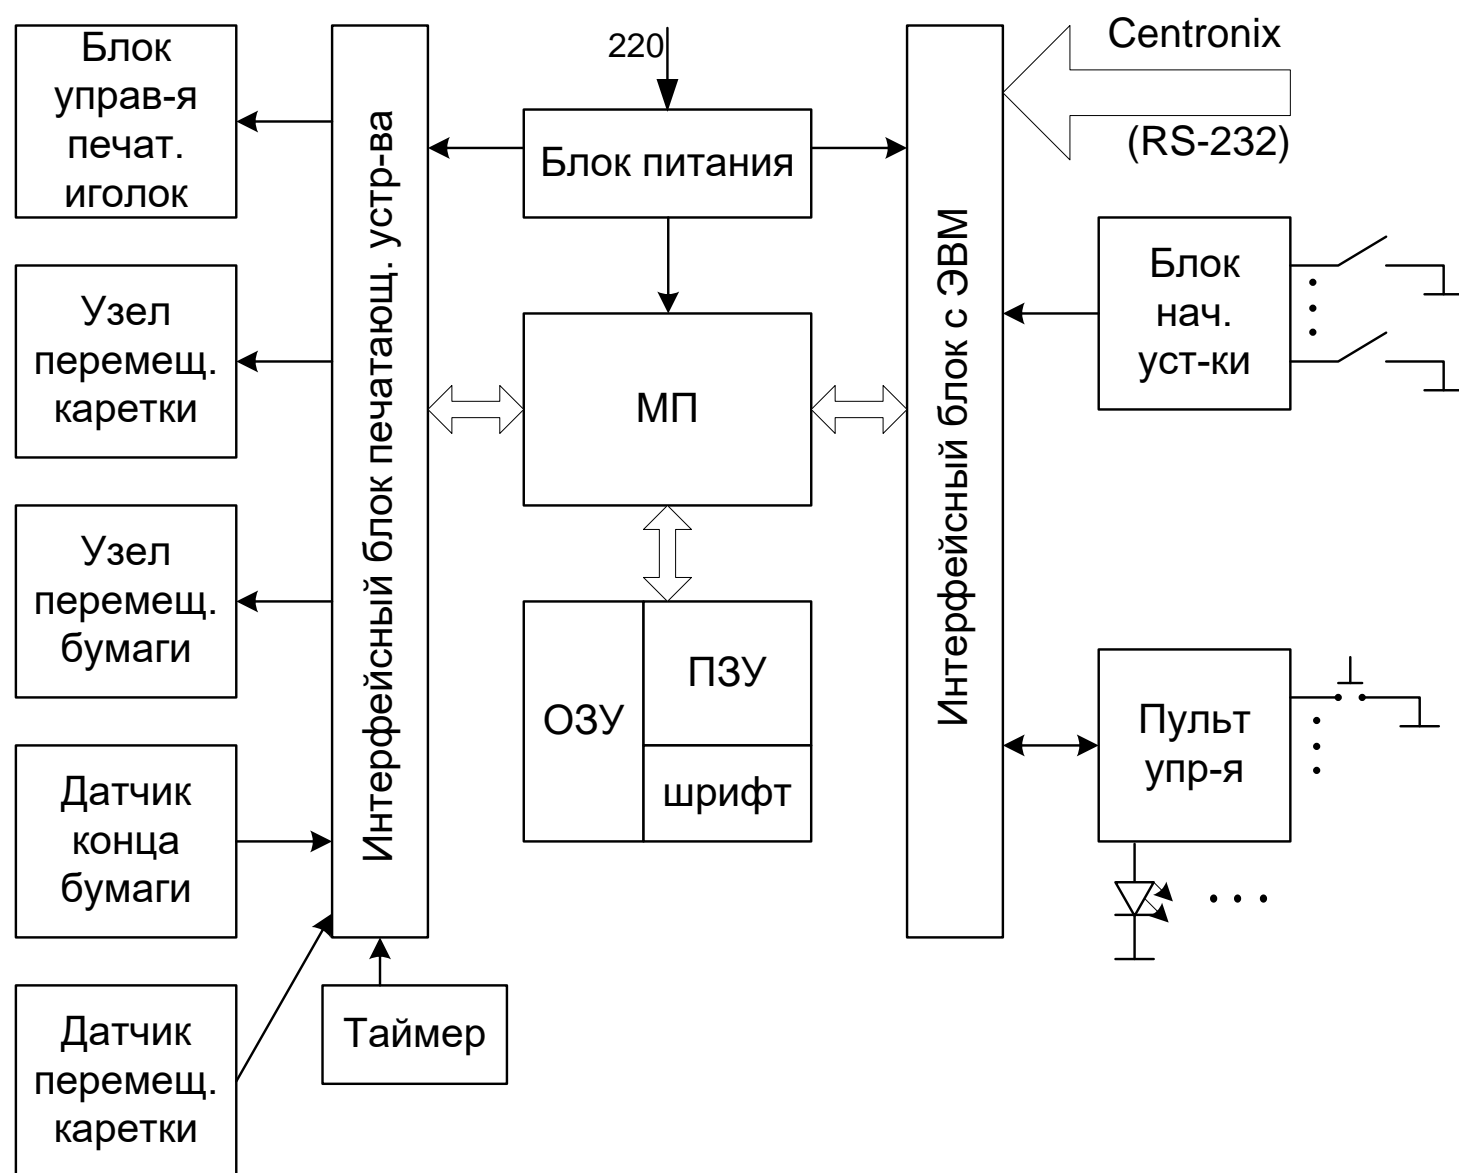 Блок
управ-я
печат.
иголок
Узел
перемещ.
каретки
Узел
перемещ.
бумаги
Датчик
конца
бумаги
Датчик
перемещ.
каретки
Интерфейсный блок печатающ. устр-ва
Таймер
220
Блок питания
МП
ОЗУ
ПЗУ
шрифт
Интерфейсный блок с ЭВМ
Centronix
(RS-232)
Блок
нач.
уст-ки
Пульт
упр-я